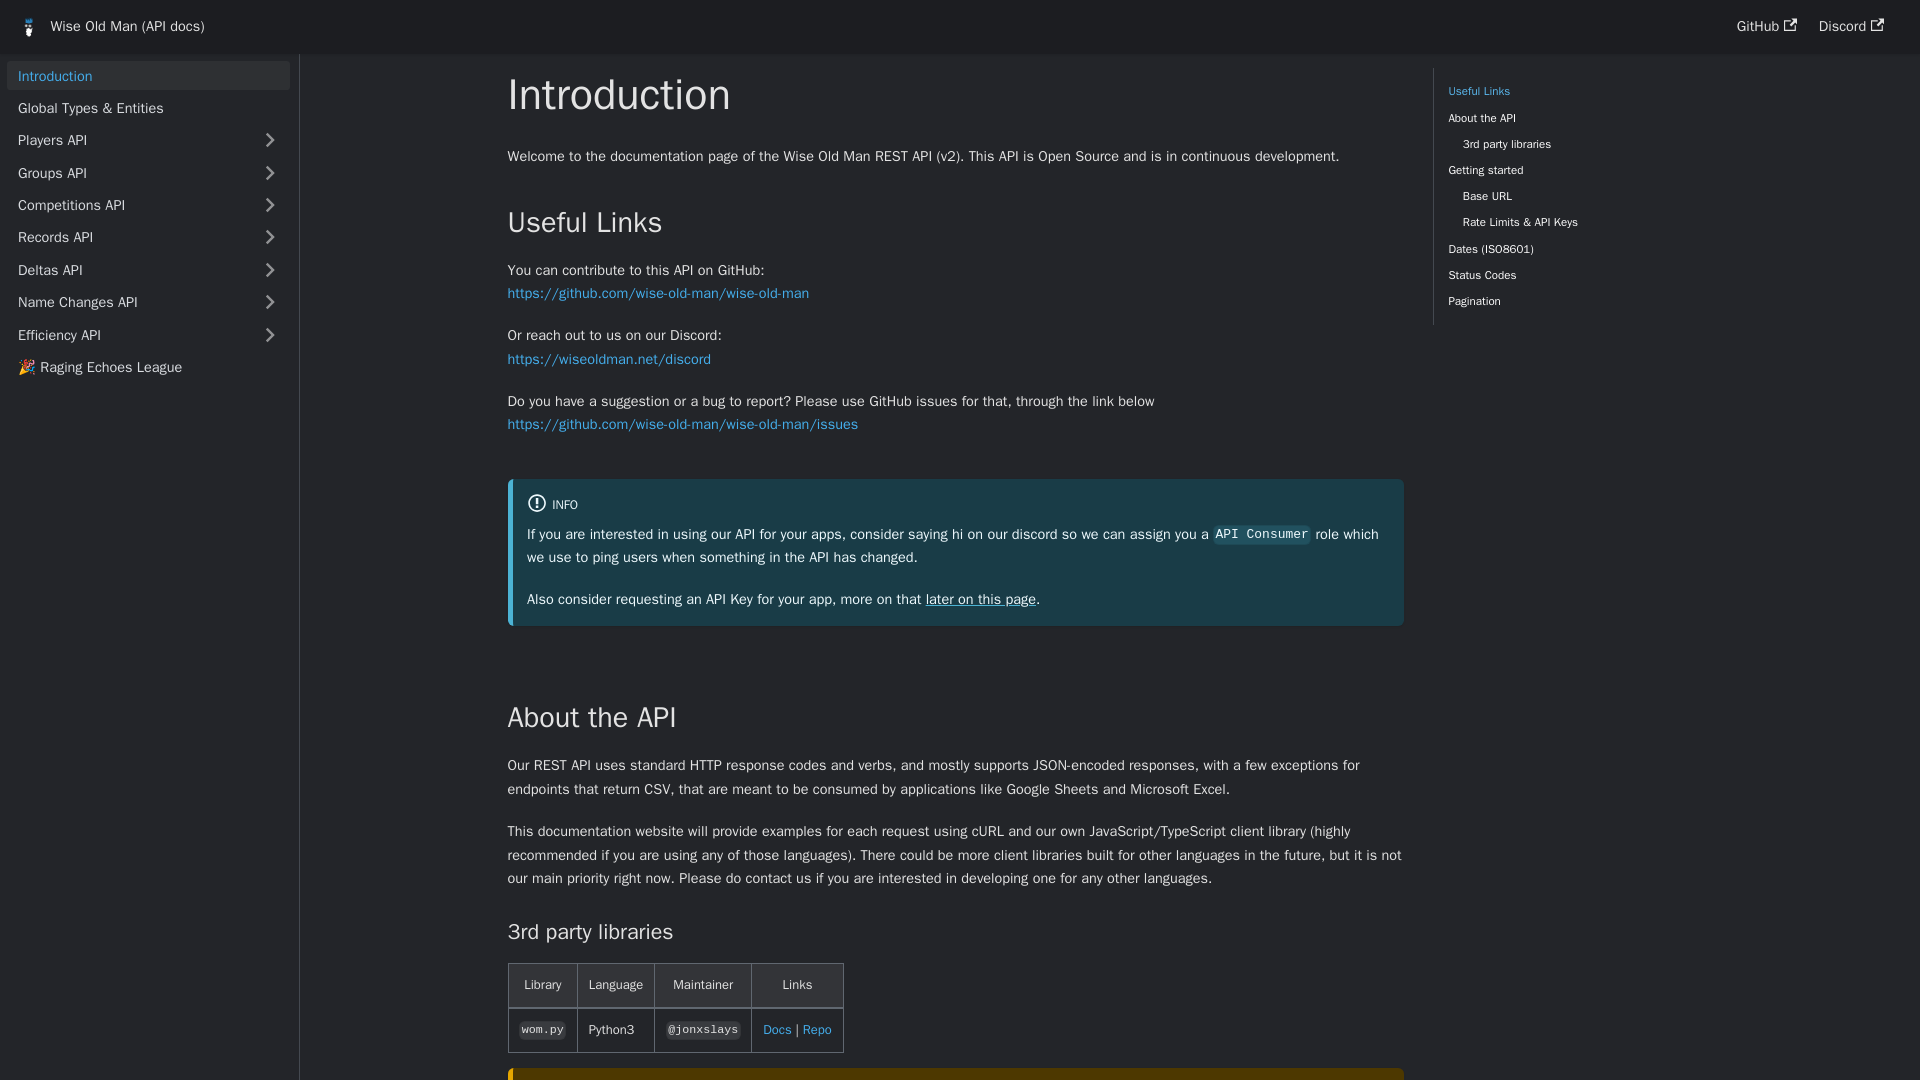 Wise Old Man (API docs)
GitHub
Discord
Introduction
Global Types & Entities
Players API
Groups API
Competitions API
Records API
Deltas API
Name Changes API
Efficiency API
🎉 Raging Echoes League
Introduction
Welcome to the documentation page of the Wise Old Man REST API (v2). This API is Open Source and is in continuous development.
Useful Links
You can contribute to this API on GitHub:
https://github.com/wise-old-man/wise-old-man
Or reach out to us on our Discord:
https://wiseoldman.net/discord
Do you have a suggestion or a bug to report? Please use GitHub issues for that, through the link below
https://github.com/wise-old-man/wise-old-man/issues
INFO
If you are interested in using our API for your apps, consider saying hi on our discord so we can assign you a API Consumer role which
we use to ping users when something in the API has changed.
Also consider requesting an API Key for your app, more on that later on this page.
About the API
Our REST API uses standard HTTP response codes and verbs, and mostly supports JSON-encoded responses, with a few exceptions for
endpoints that return CSV, that are meant to be consumed by applications like Google Sheets and Microsoft Excel.
This documentation website will provide examples for each request using cURL and our own JavaScript/TypeScript client library (highly
recommended if you are using any of those languages). There could be more client libraries built for other languages in the future, but it is not
our main priority right now. Please do contact us if you are interested in developing one for any other languages.
3rd party libraries
Library Language Maintainer Links
wom.py Python3 @jonxslays Docs | Repo
Useful Links
About the API
3rd party libraries
Getting started
Base URL
Rate Limits & API Keys
Dates (ISO8601)
Status Codes
Pagination